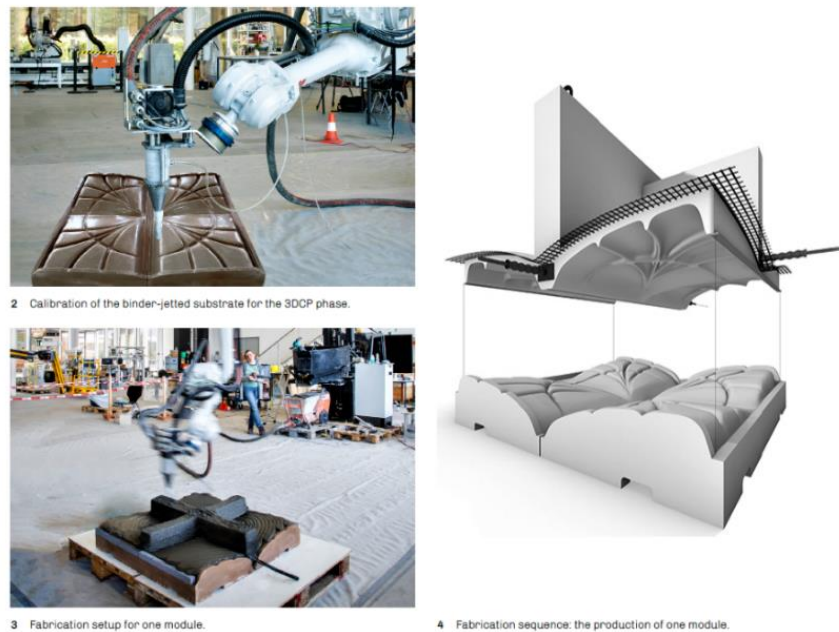 2 Calibration of the binder-jetted substrate for the 3DCP phase.
3 Fabrication setup for one module.
4 Fabrication sequence: the production of one module.